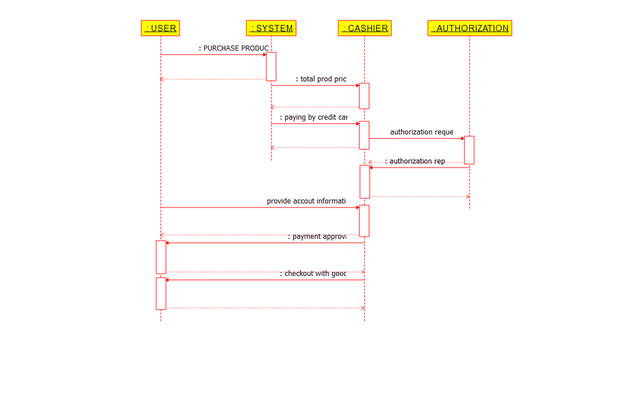 : USER
: SYSTEM
: CASHIER
: AUTHORIZATION
: PURCHASE PRODUC
: total prod pric
: paying by credit car
authorization reque
: authorization rep
provide accout informati
: payment approv
: checkout with good